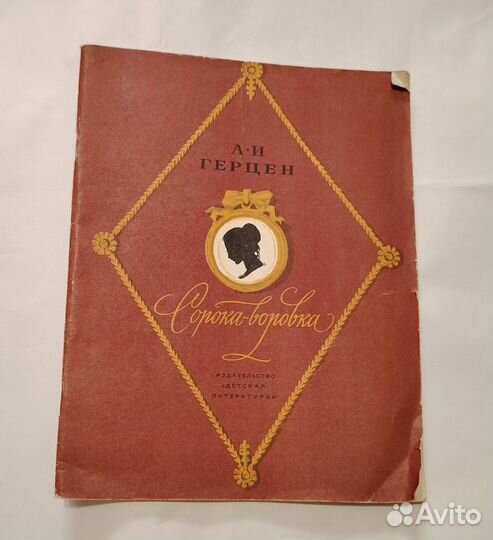 А·И
ГЕРЦЕН
Сорока-воровка
ИЗДАТЕЛЬСТВО
«ДЕТСКАЯ
ЛИТЕРАТУРА»
Avito